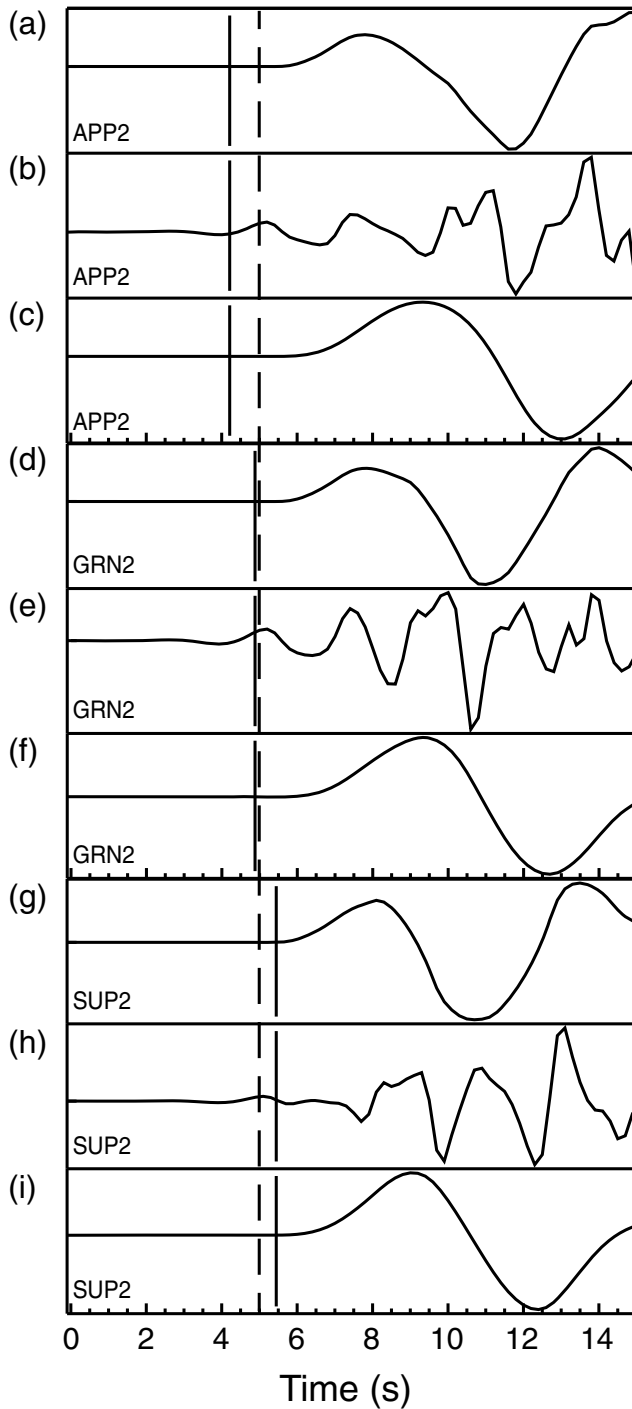 (a)
APP2
(b)
APP2
(c)
APP2
(d)
GRN2
(e)
GRN2
(f)
GRN2
(g)
SUP2
(h)
SUP2
(i)
SUP2
0 2 4 6 8 10 12 14
Time (s)